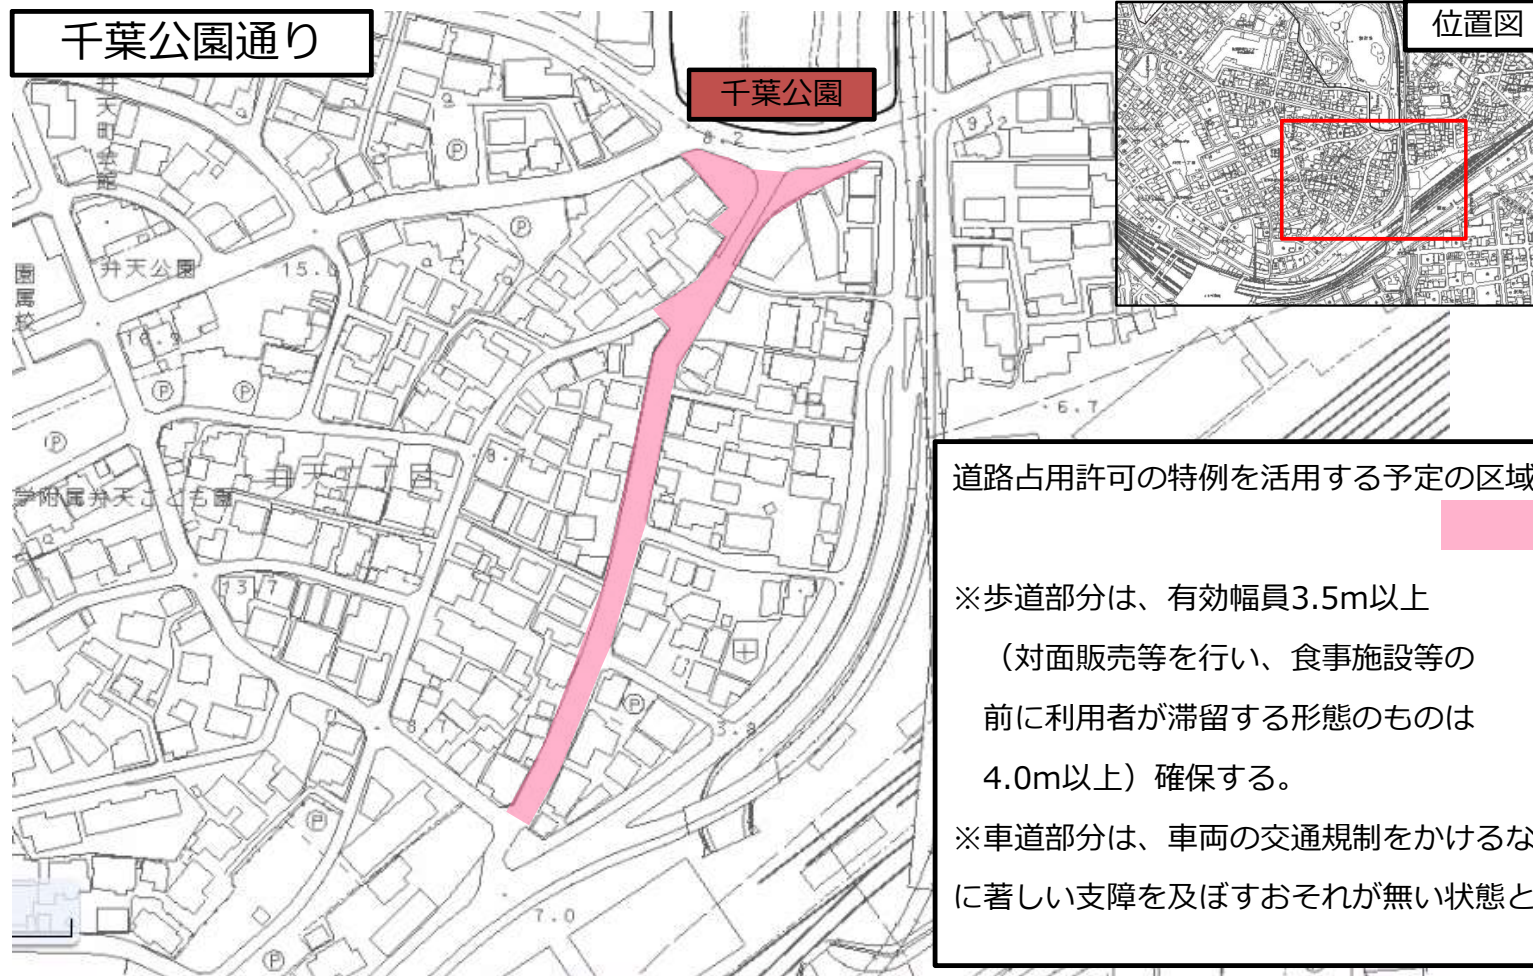 千葉公園通り
千葉公園
位置図
弁天町会館
8.2
9.2
弁天公園
15.
16.9
園属校
6.7
弁天一丁目
8.
学附属弁天こども園
13.7
8.1
3.8
7.0
P
P
P
P
P
P
P
P
道路占用許可の特例を活用する予定の区域
※歩道部分は、有効幅員3.5m以上
（対面販売等を行い、食事施設等の
前に利用者が滞留する形態のものは
4.0m以上）確保する。
※車道部分は、車両の交通規制をかけるな
に著しい支障を及ぼすおそれが無い状態と